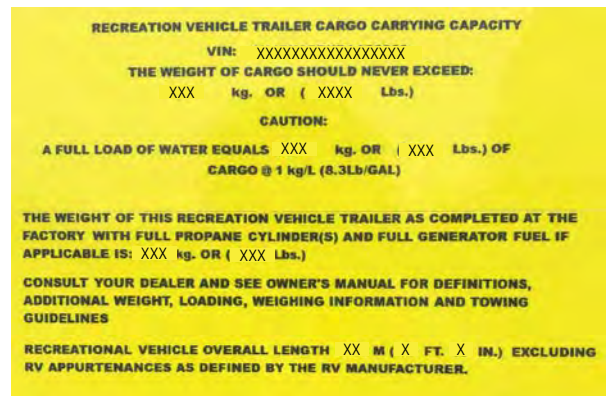 RECREATION VEHICLE TRAILER CARGO CARRYING CAPACITY
VIN: XXXXXXXXXXXXXXXXX
THE WEIGHT OF CARGO SHOULD NEVER EXCEED:
XXX kg. OR ( XXXX Lbs.)
CAUTION:
A FULL LOAD OF WATER EQUALS XXX kg. OR ( XXX Lbs.) OF
CARGO @ 1 kg/L (8.3Lb/GAL)
THE WEIGHT OF THIS RECREATION VEHICLE TRAILER AS COMPLETED AT THE
FACTORY WITH FULL PROPANE CYLINDER(S) AND FULL GENERATOR FUEL IF
APPLICABLE IS: XXX kg. OR ( XXX Lbs.)
CONSULT YOUR DEALER AND SEE OWNER'S MANUAL FOR DEFINITIONS,
ADDITIONAL WEIGHT, LOADING, WEIGHING INFORMATION AND TOWING
GUIDELINES
RECREATIONAL VEHICLE OVERALL LENGTH XX M ( X FT. X IN.) EXCLUDING
RV APPURTENANCES AS DEFINED BY THE RV MANUFACTURER.